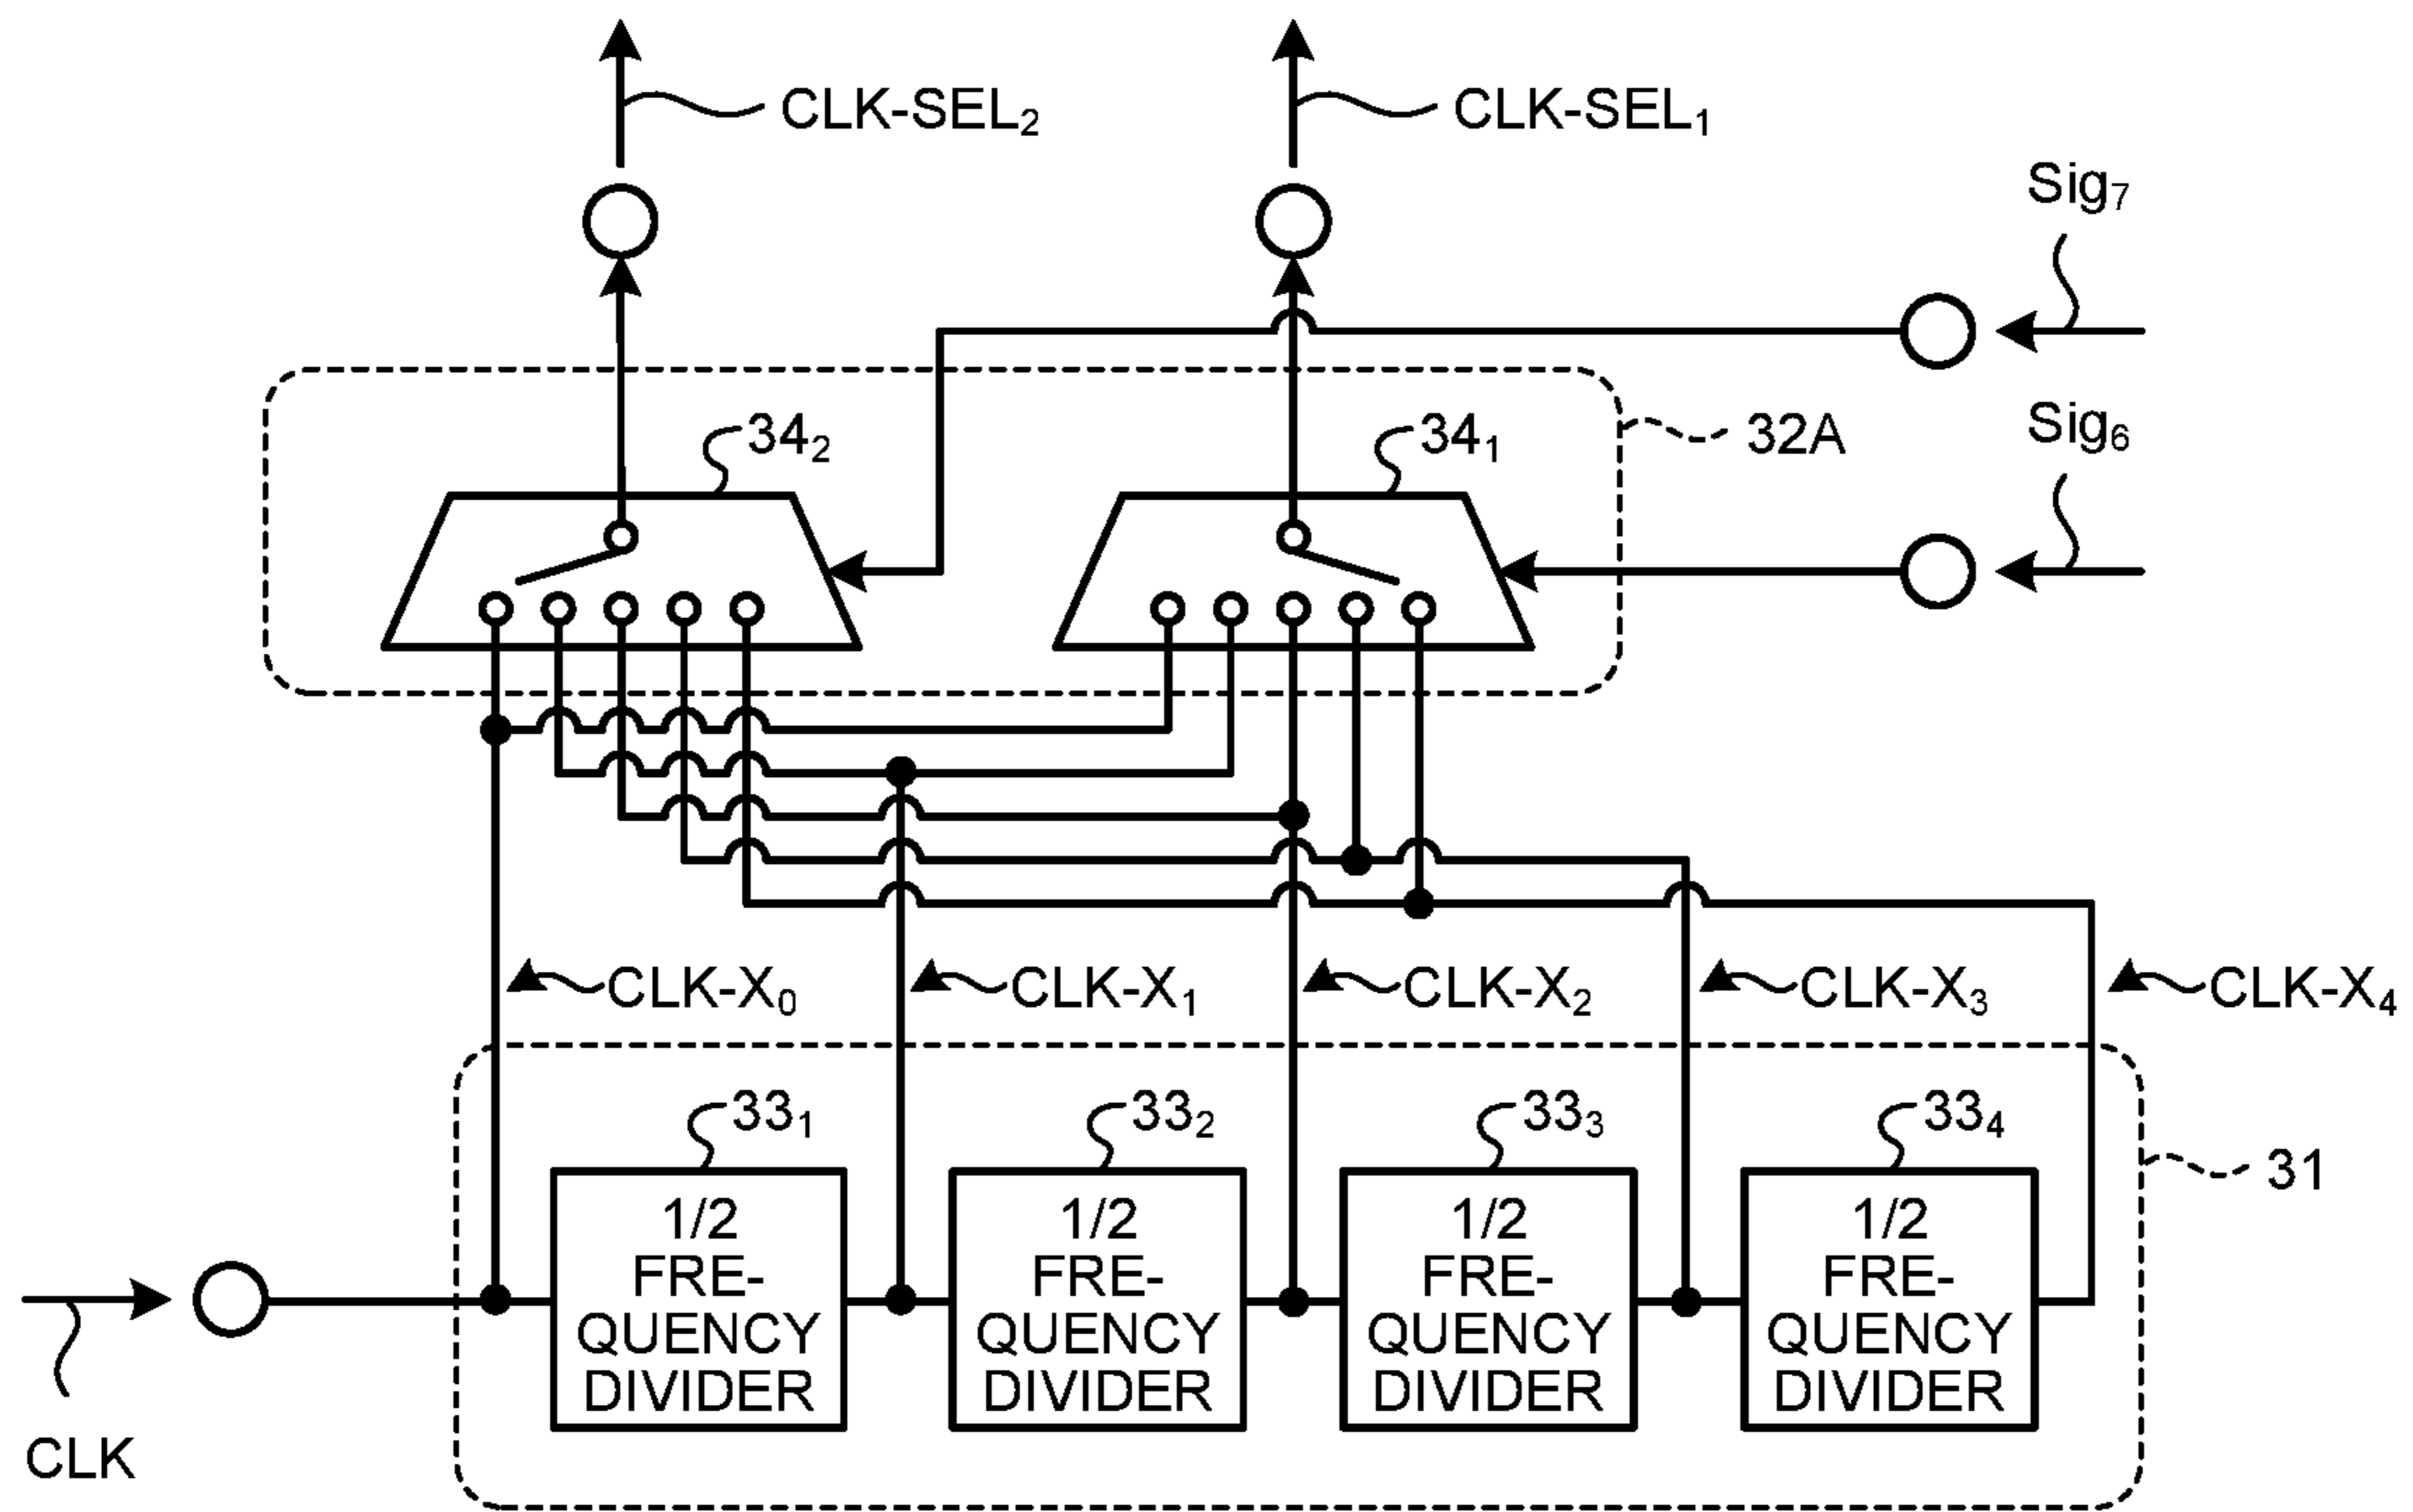 CLK-SEL₂
CLK-SEL₁
Sig₇
34₂
34₁
32A
Sig₆
CLK-X₀
CLK-X₁
CLK-X₂
CLK-X₃
CLK-X₄
33₁
33₂
33₃
33₄
31
1/2
FRE-
QUENCY
DIVIDER
1/2
FRE-
QUENCY
DIVIDER
1/2
FRE-
QUENCY
DIVIDER
1/2
FRE-
QUENCY
DIVIDER
CLK